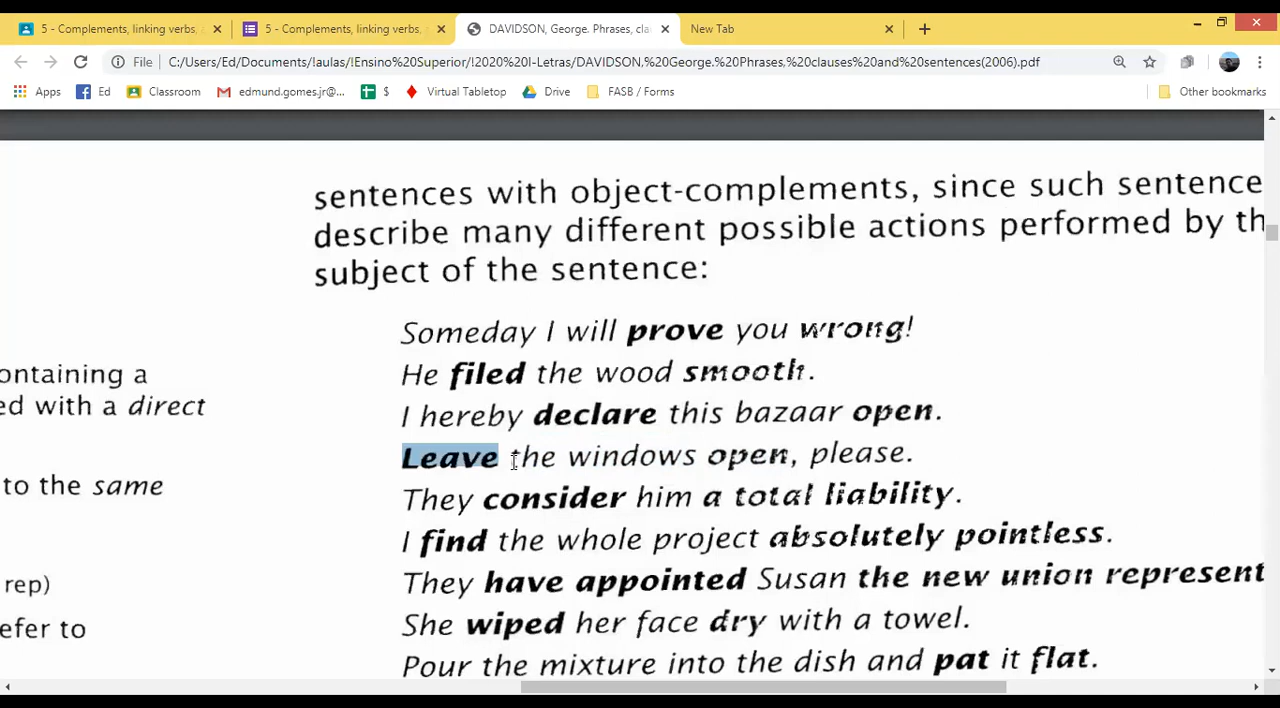 5 - Complements, linking verbs,
5 - Complements, linking verbs,
DAVIDSON, George. Phrases, cla
New Tab
File
C:/Users/Ed/Documents/!aulas/!Ensino%20Superior/!2020%20I-Letras/DAVIDSON,%20George.%20Phrases,%20clauses%20and%20sentences(2006).pdf
Apps
Ed
Classroom
edmund.gomes.jr@...
$
Virtual Tabletop
Drive
FASB / Forms
Other bookmarks
sentences with object-complements, since such sentence
describe many different possible actions performed by th
subject of the sentence:
Someday I will prove you wrong!
He filed the wood smooth.
I hereby declare this bazaar open.
Leave the windows open, please.
They consider him a total liability.
I find the whole project absolutely pointless.
They have appointed Susan the new union represent
She wiped her face dry with a towel.
Pour the mixture into the dish and pat it flat.
ontaining a
ed with a direct
to the same
rep)
efer to